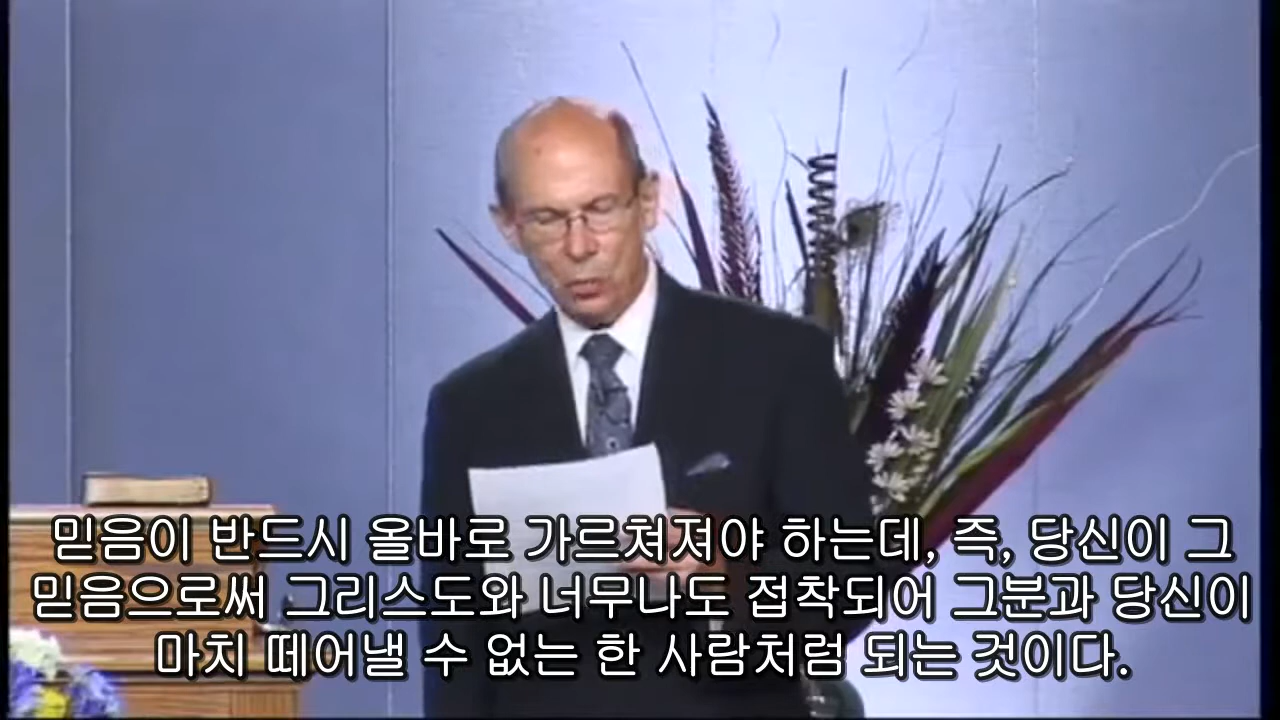 믿음이 반드시 올바로 가르쳐져야 하는데, 즉, 당신이 그
믿음으로써 그리스도와 너무나도 접착되어 그분과 당신이
마치 떼어낼 수 없는 한 사람처럼 되는 것이다.